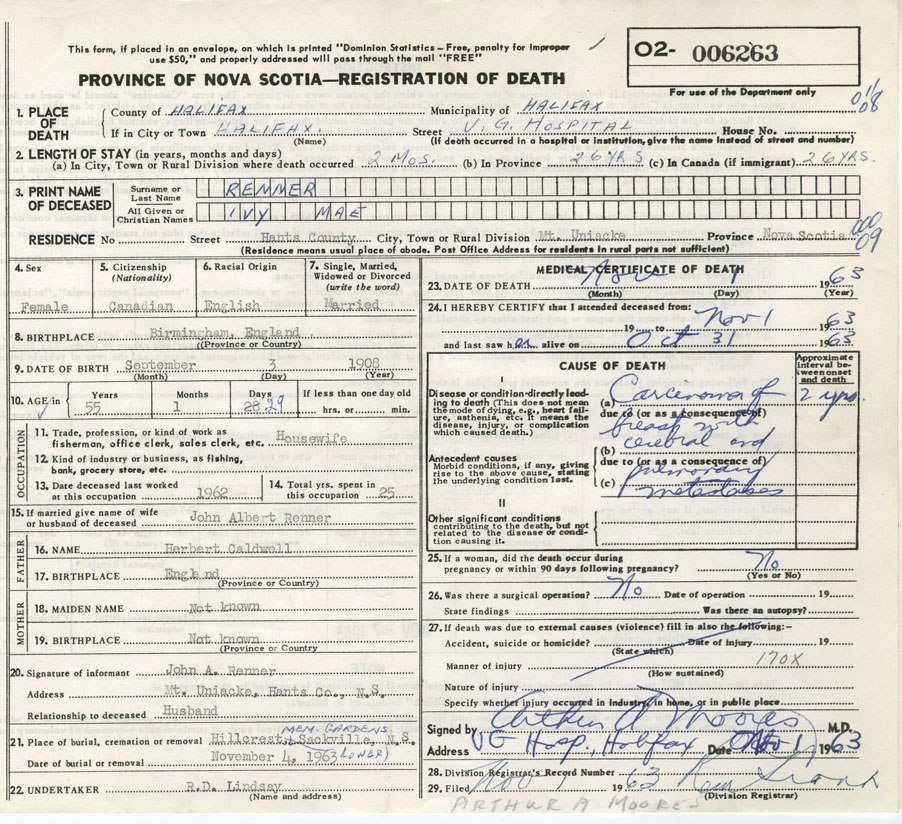 This form, if placed in an envelope, on which is printed "Dominion Statistics – Free, penalty for improper
use $50," and properly addressed will pass through the mail "FREE"
PROVINCE OF NOVA SCOTIA—REGISTRATION OF DEATH
02- 006263
For use of the Department only
1. PLACE OF DEATH
County of HALIFAX Municipality of HALIFAX
If in City or Town HALIFAX. Street V. G. HOSPITAL House No.
(Name) (If death occurred in a hospital or institution, give the name instead of street and number)
2. LENGTH OF STAY (in years, months and days)
(a) In City, Town or Rural Division where death occurred 2 Mos. (b) In Province 26 YRS (c) In Canada (if immigrant) 26 YRS.
3. PRINT NAME OF DECEASED
Surname or Last Name REMMER
All Given or Christian Names IVY MAE
RESIDENCE No Street Hants County City, Town or Rural Division Mt. Uniacke Province Nova Scotia
(Residence means usual place of abode. Post Office Address for residents in rural parts not sufficient)
09
4. Sex
Female
5. Citizenship (Nationality)
Canadian
6. Racial Origin
English
7. Single, Married, Widowed or Divorced (write the word)
Married
8. BIRTHPLACE Birmingham, England
(Province or Country)
9. DATE OF BIRTH September 3 1908
(Month) (Day) (Year)
10. AGE in Years Months Days If less than one day old
55 1 28 29 hrs. or min.
OCCUPATION
11. Trade, profession, or kind of work as
fisherman, office clerk, sales clerk, etc. Housewife
12. Kind of industry or business, as fishing,
bank, grocery store, etc.
13. Date deceased last worked
at this occupation 1962
14. Total yrs. spent in
this occupation 25
15. If married give name of wife
or husband of deceased John Albert Renner
FATHER
16. NAME Herbert Caldwell
17. BIRTHPLACE England
(Province or Country)
MOTHER
18. MAIDEN NAME Not known
19. BIRTHPLACE Not known
(Province or Country
20. Signature of informant John A. Renner
Address Mt. Uniacke, Hants Co., N.S.
Relationship to deceased Husband
MEM. GARDENS.
21. Place of burial, cremation or removal Hillcrest, Sackville, N.S.
(LOWER)
Date of burial or removal November 4, 1963
22. UNDERTAKER R.D. Lindsay
(Name and address)
MEDICAL CERTIFICATE OF DEATH
23. DATE OF DEATH Nov 1 1963
(Month) (Day) (Year)
24. I HEREBY CERTIFY that I attended deceased from:
19 to Nov 1 1963
and last saw alive on Oct 31 1963
CAUSE OF DEATH
Approximate interval between onset and death
I
Disease or condition directly leading to death (This does not mean
the mode of dying, e.g., heart failure, asthenia, etc. It means the
disease, injury, or complication
which caused death.)
(a) Carcinoma of 2 yrs.
due to (or as a consequence of)
breast with
(b) cerebral and
Antecedent causes
Morbid conditions, if any, giving
rise to the above cause, stating
the underlying condition last.
due to (or as a consequence of)
pulmonary
(c) metastases
II
Other significant conditions
contributing to the death, but not
related to the disease or condition causing it.
25. If a woman, did the death occur during
pregnancy or within 90 days following pregnancy? No
(Yes or No)
26. Was there a surgical operation? No Date of operation 19
State findings Was there an autopsy?
27. If death was due to external causes (violence) fill in also the following:–
Accident, suicide or homicide? Date of injury 19
(State which)
170X
Manner of injury
(How sustained)
Nature of injury
Specify whether injury occurred in Industry, in home, or in public place
Signed by Arthur A Moores M.D.
Address VG Hosp., Halifax Date Nov 1 1963
28. Division Registrar's Record Number
29. Filed Nov 1 1963
(Division Registrar)
ARTHUR A MOORES